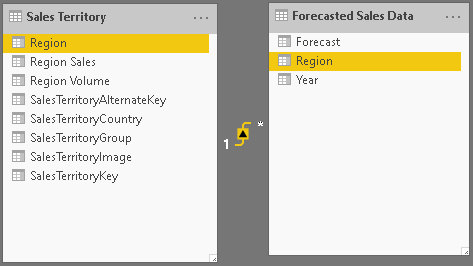 Sales Territory
Region
Region Sales
Region Volume
SalesTerritoryAlternateKey
SalesTerritoryCountry
SalesTerritoryGroup
SalesTerritoryImage
SalesTerritoryKey
1
*
Forecasted Sales Data
Forecast
Region
Year